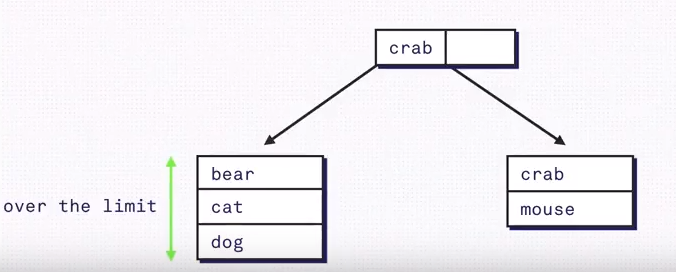 crab
bear
crab
over the limit
cat
mouse
dog